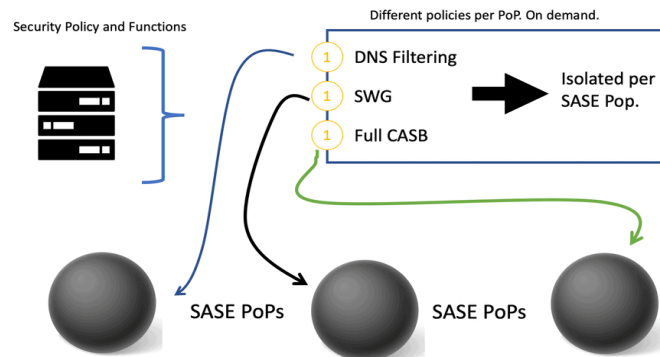 Security Policy and Functions
Different policies per PoP. On demand.
1 DNS Filtering
1 SWG
1 Full CASB
Isolated per
SASE Pop.
SASE PoPs
SASE PoPs